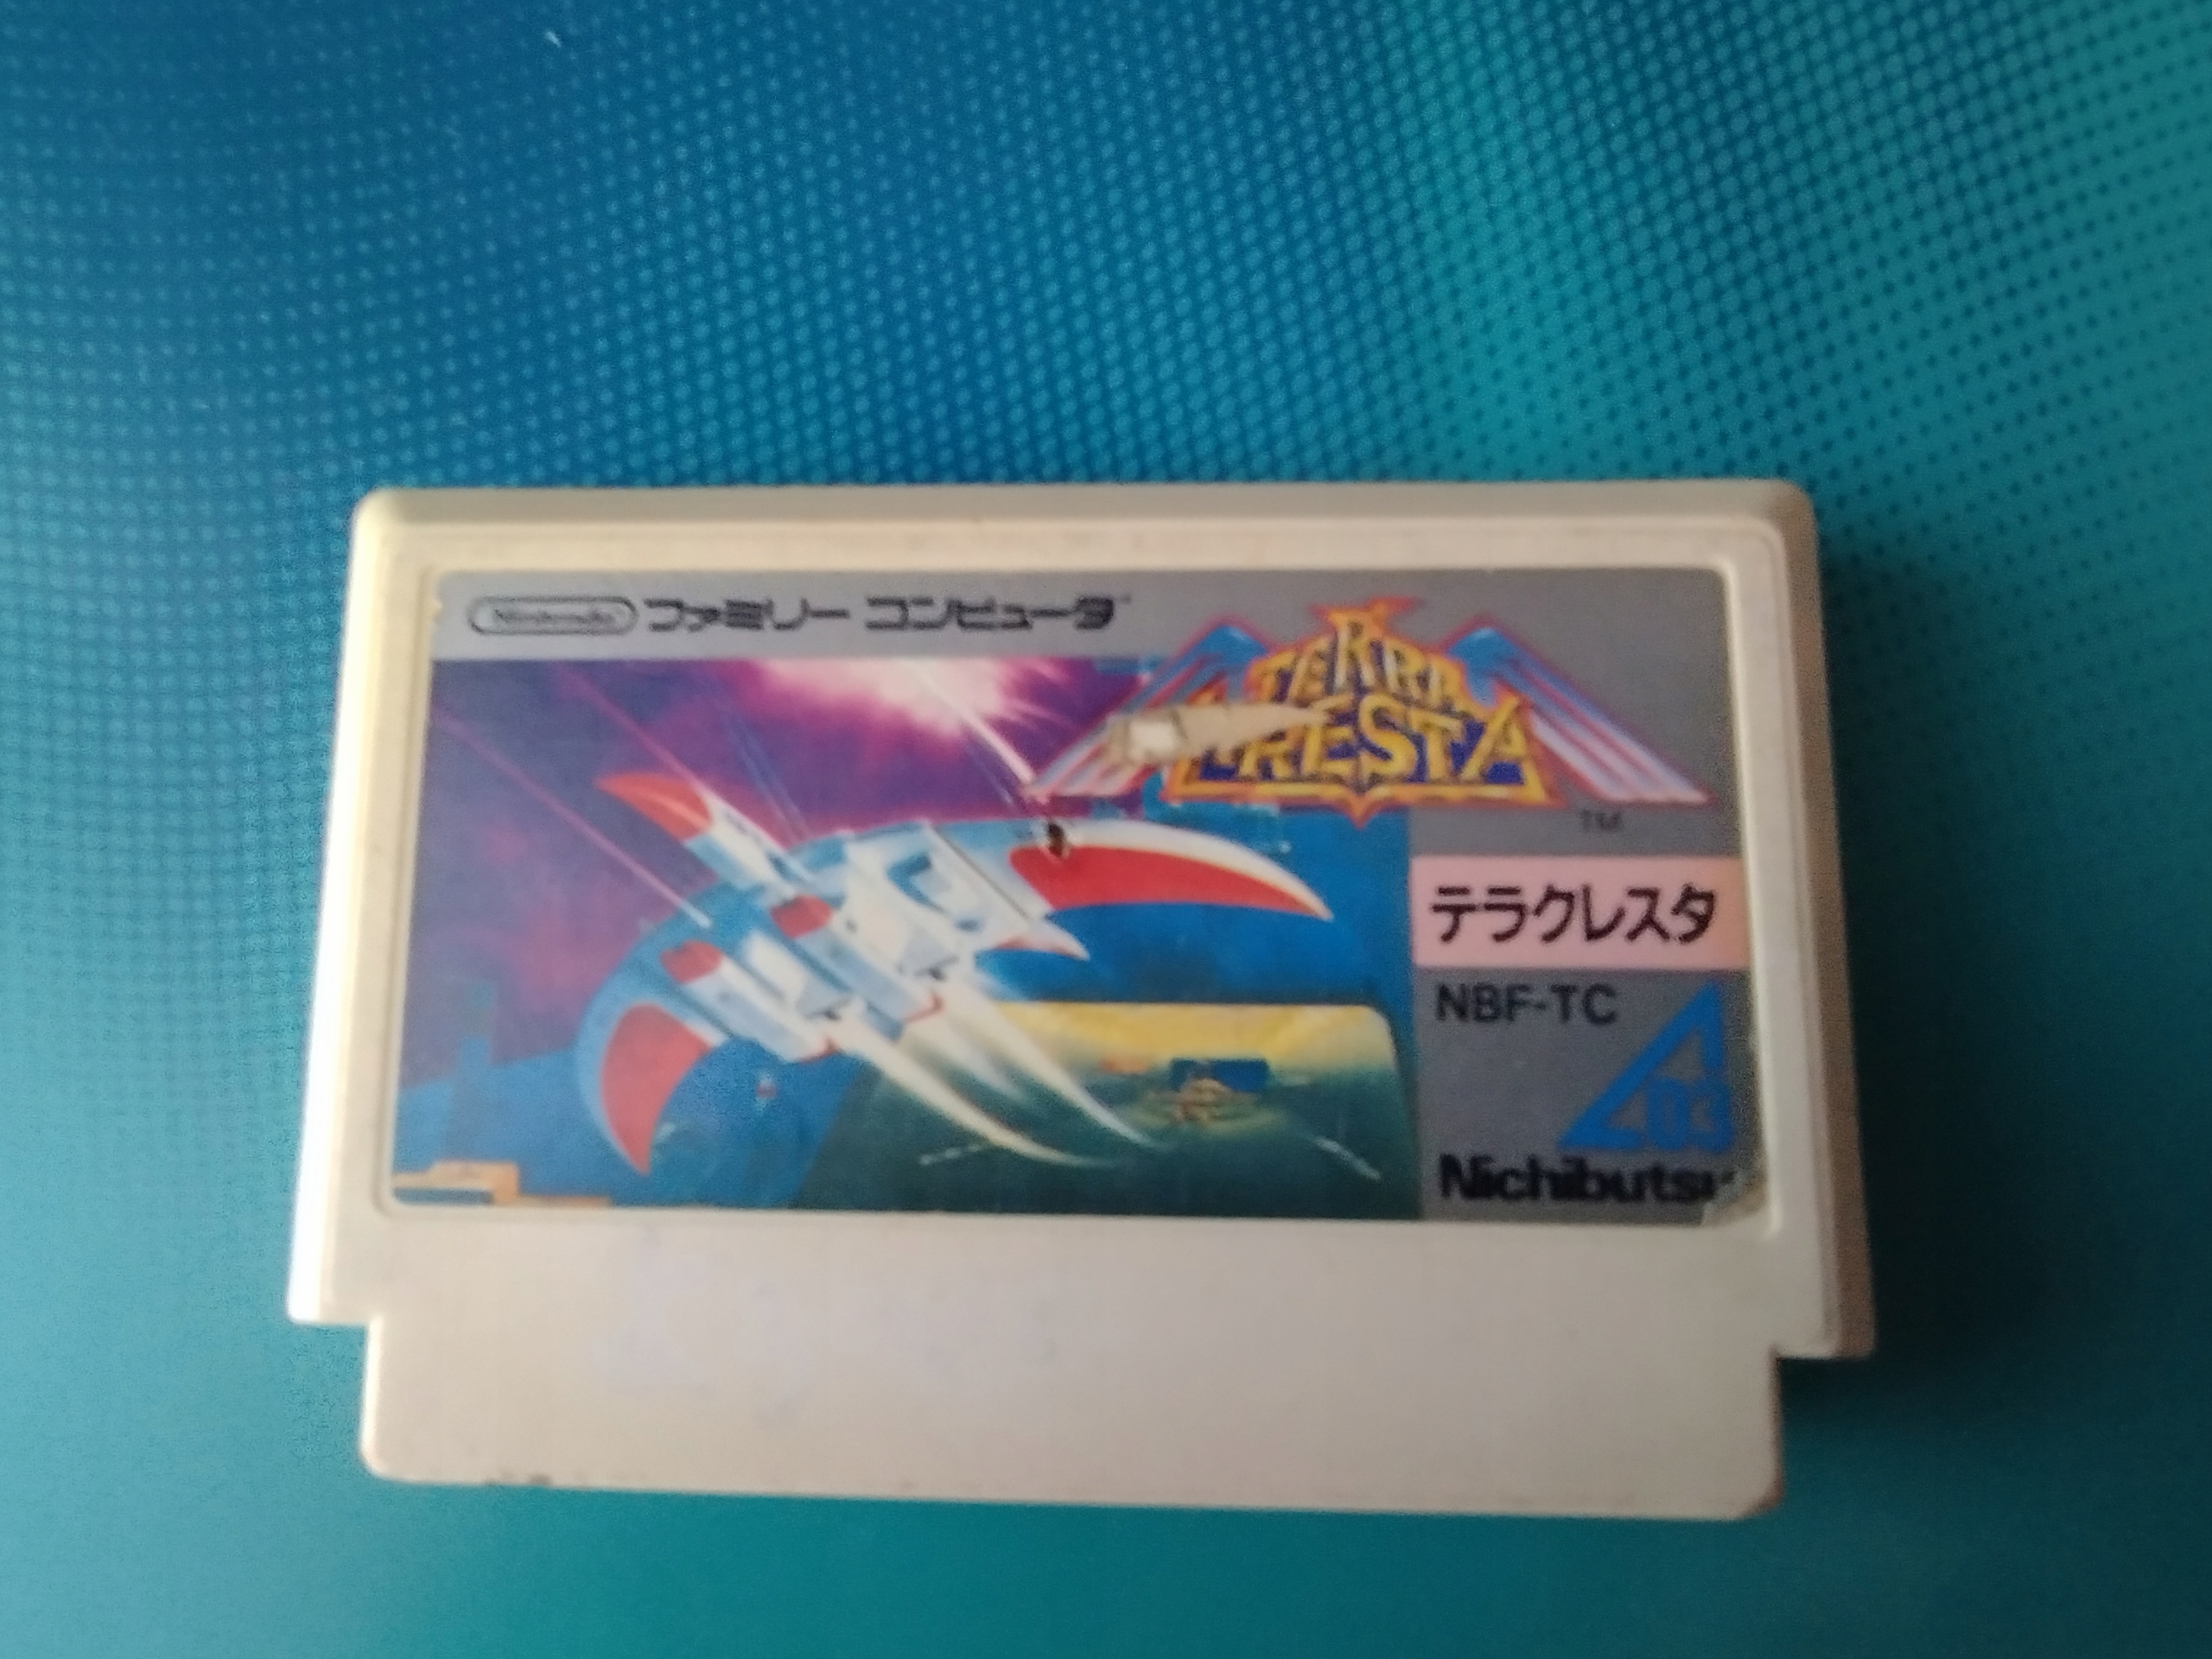 Nintendo ファミリー コンピュータ
TERRA
CRESTA
TM
テラクレスタ
NBF-TC
03
Nichibutsu